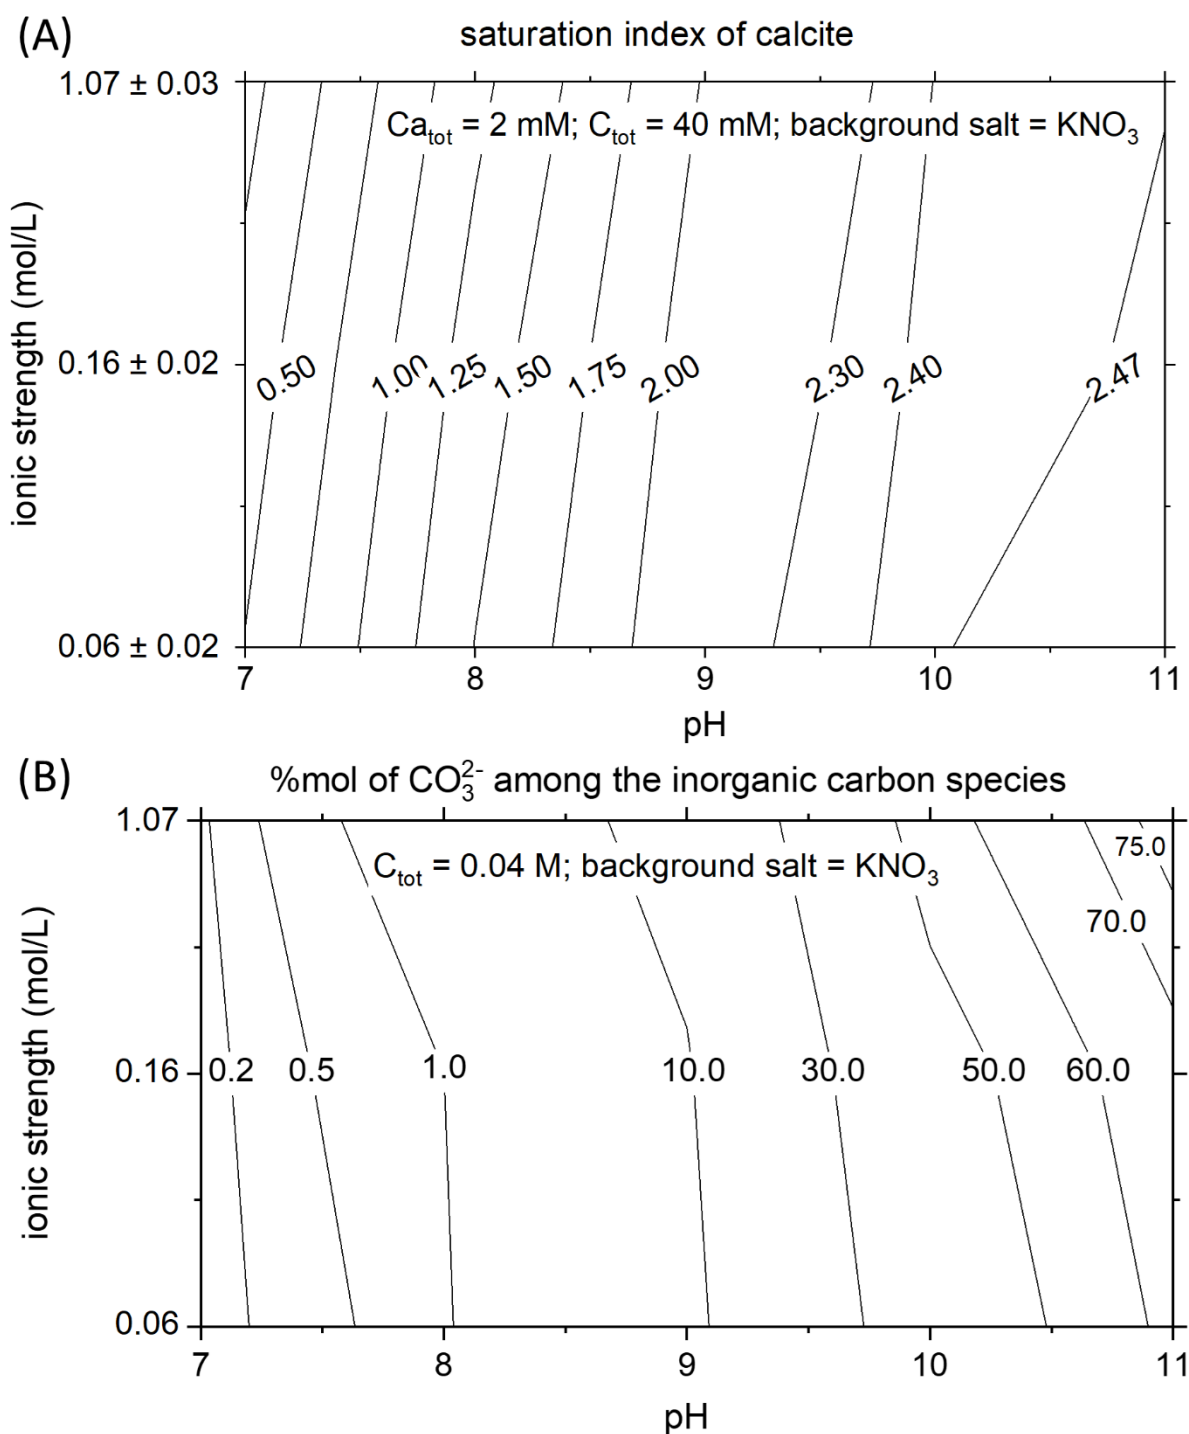 (A)
saturation index of calcite
1.07 ± 0.03
Ca_tot = 2 mM; C_tot = 40 mM; background salt = KNO₃
ionic strength (mol/L)
0.16 ± 0.02
0.50 1.00 1.25 1.50 1.75 2.00 2.30 2.40 2.47
0.06 ± 0.02
7 8 9 10 11
pH
(B)
%mol of CO₃²⁻ among the inorganic carbon species
1.07
C_tot = 0.04 M; background salt = KNO₃
75.0
70.0
ionic strength (mol/L)
0.16
0.2 0.5 1.0 10.0 30.0 50.0 60.0
0.06
7 8 9 10 11
pH